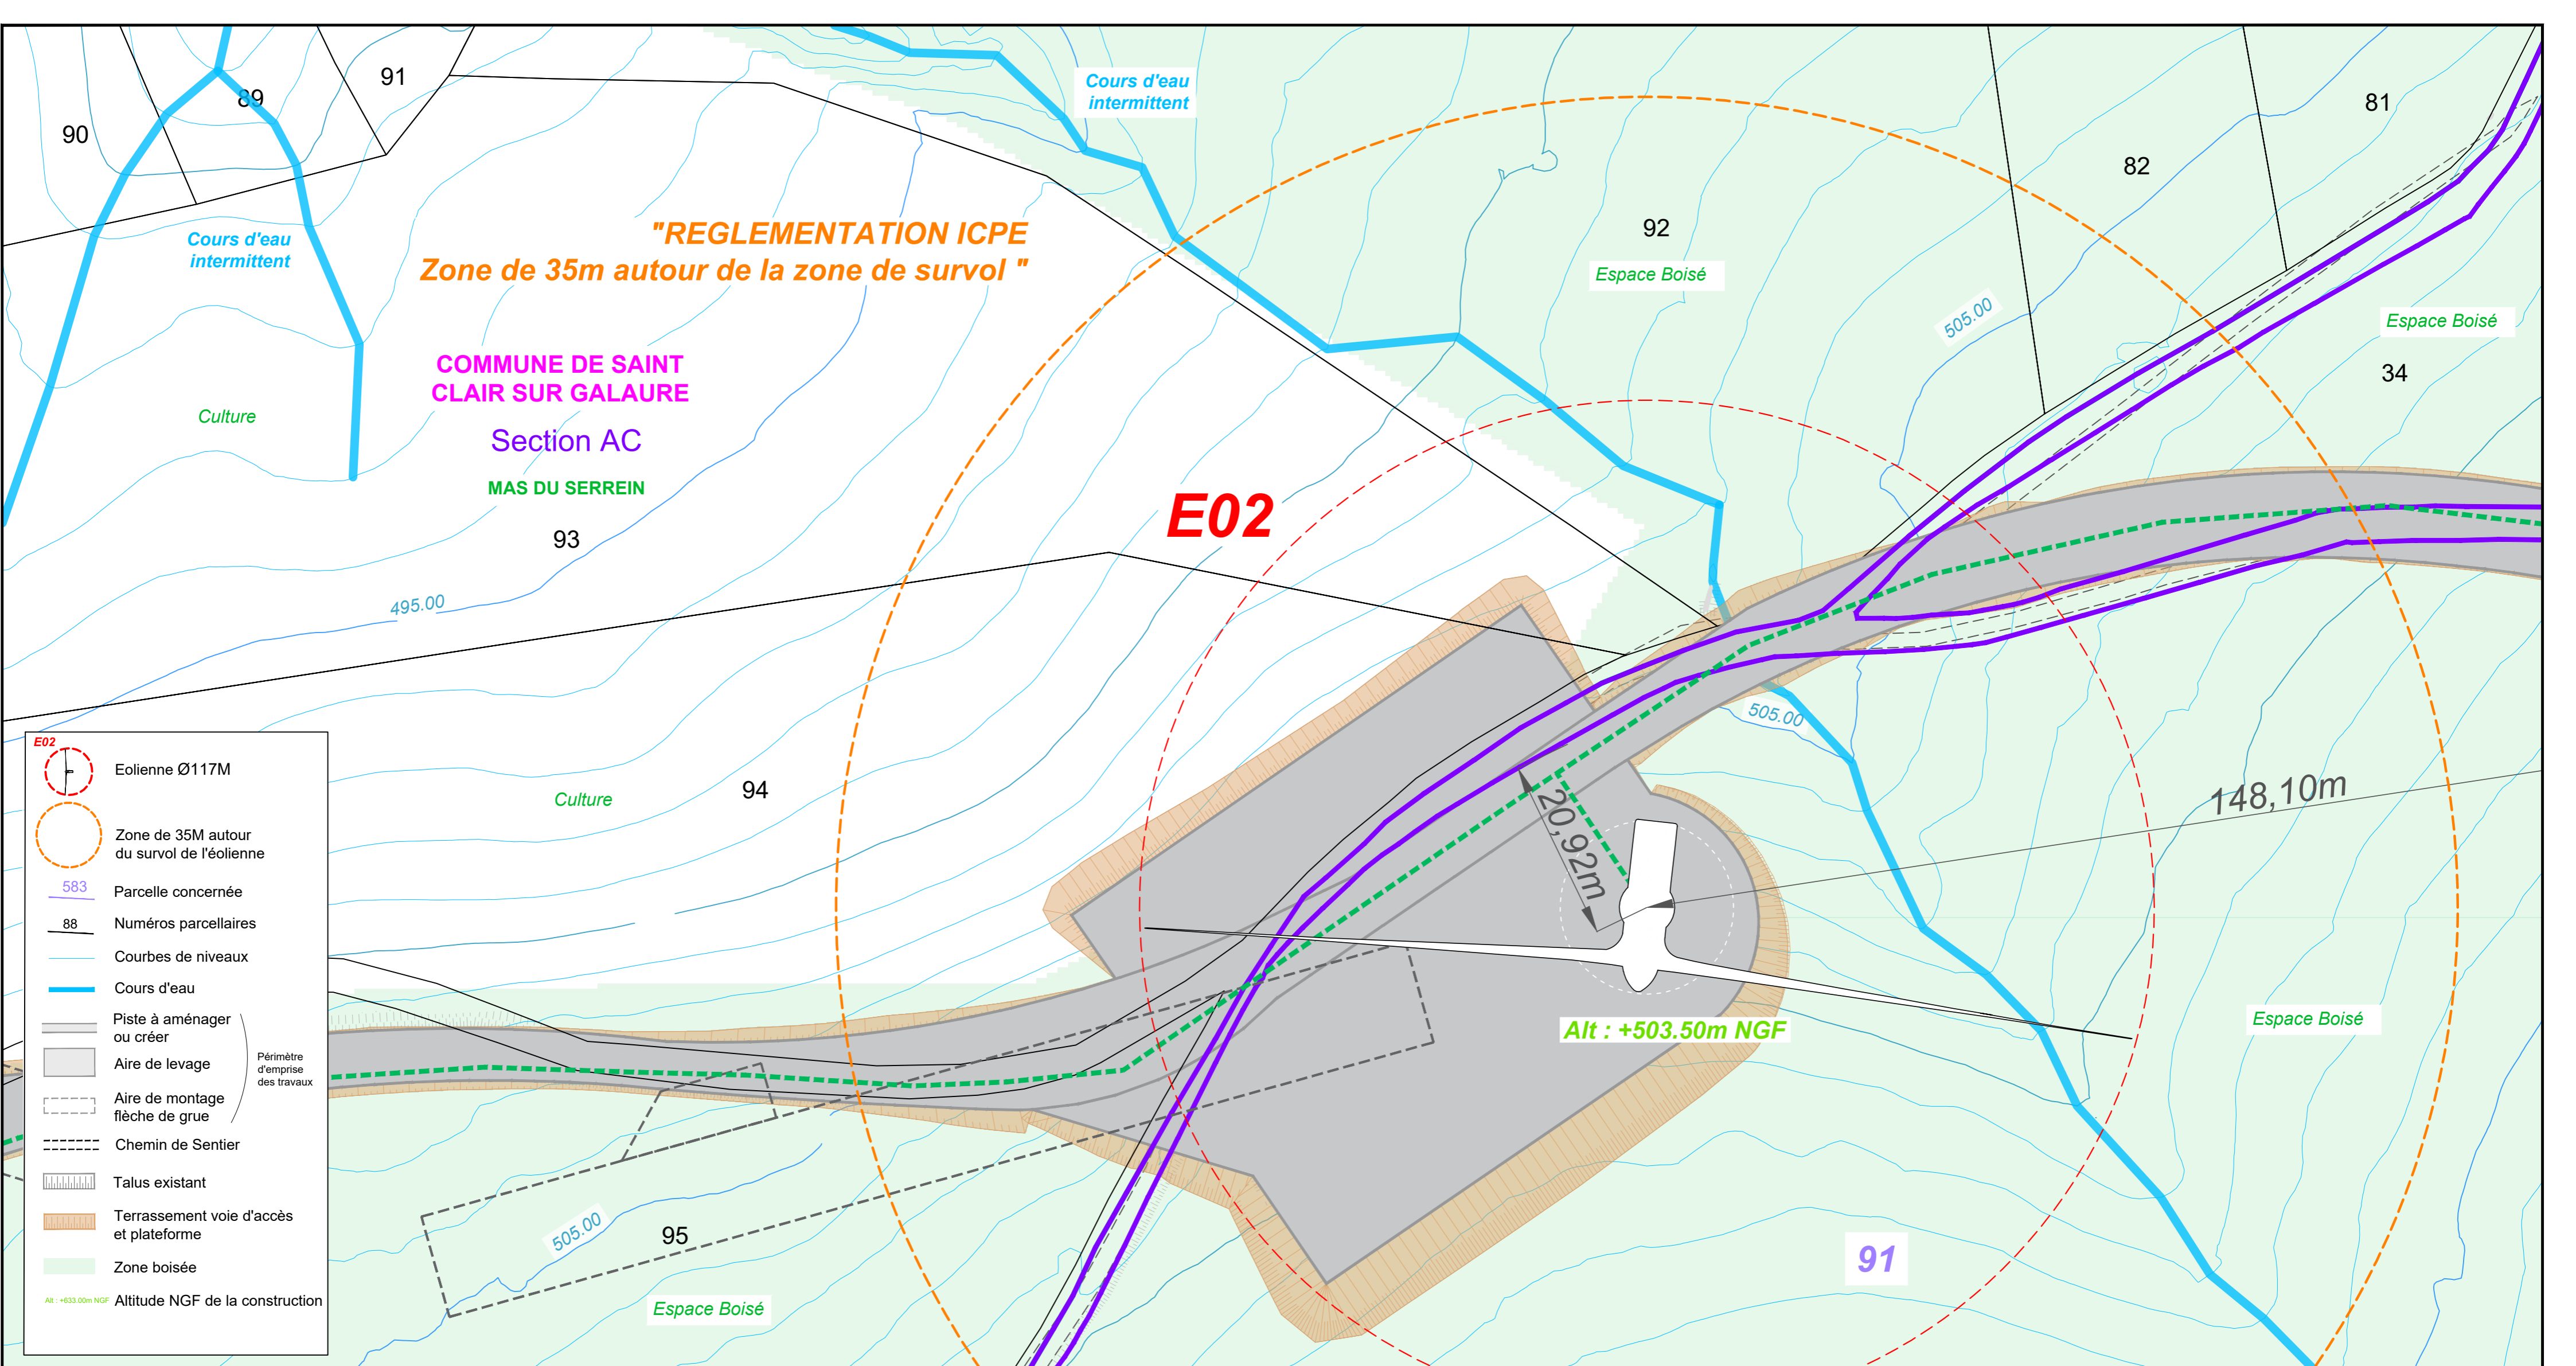 91
89
90
Cours d'eau
intermittent
81
82
92
Espace Boisé
"REGLEMENTATION ICPE
Zone de 35m autour de la zone de survol "
Cours d'eau
intermittent
505.00
Espace Boisé
34
COMMUNE DE SAINT
CLAIR SUR GALAURE
Culture
Section AC
MAS DU SERREIN
93
E02
495.00
505.00
94
Culture
20,92m
148,10m
Alt : +503.50m NGF
Espace Boisé
505.00
95
91
Espace Boisé
E02
Eolienne Ø117M
Zone de 35M autour
du survol de l'éolienne
583
Parcelle concernée
88
Numéros parcellaires
Courbes de niveaux
Cours d'eau
Piste à aménager
ou créer
Aire de levage
Périmètre
d'emprise
des travaux
Aire de montage
flèche de grue
Chemin de Sentier
Talus existant
Terrassement voie d'accès
et plateforme
Zone boisée
Alt : +633.00m NGF
Altitude NGF de la construction